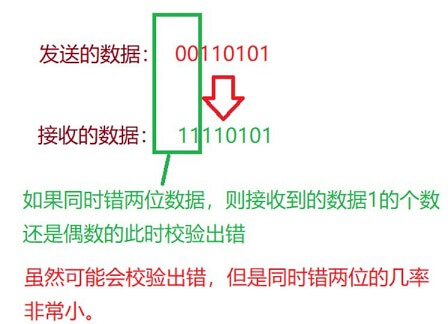 发送的数据：00110101
接收的数据：11110101
如果同时错两位数据，则接收到的数据1的个数
还是偶数的此时校验出错
虽然可能会校验出错，但是同时错两位的几率
非常小。